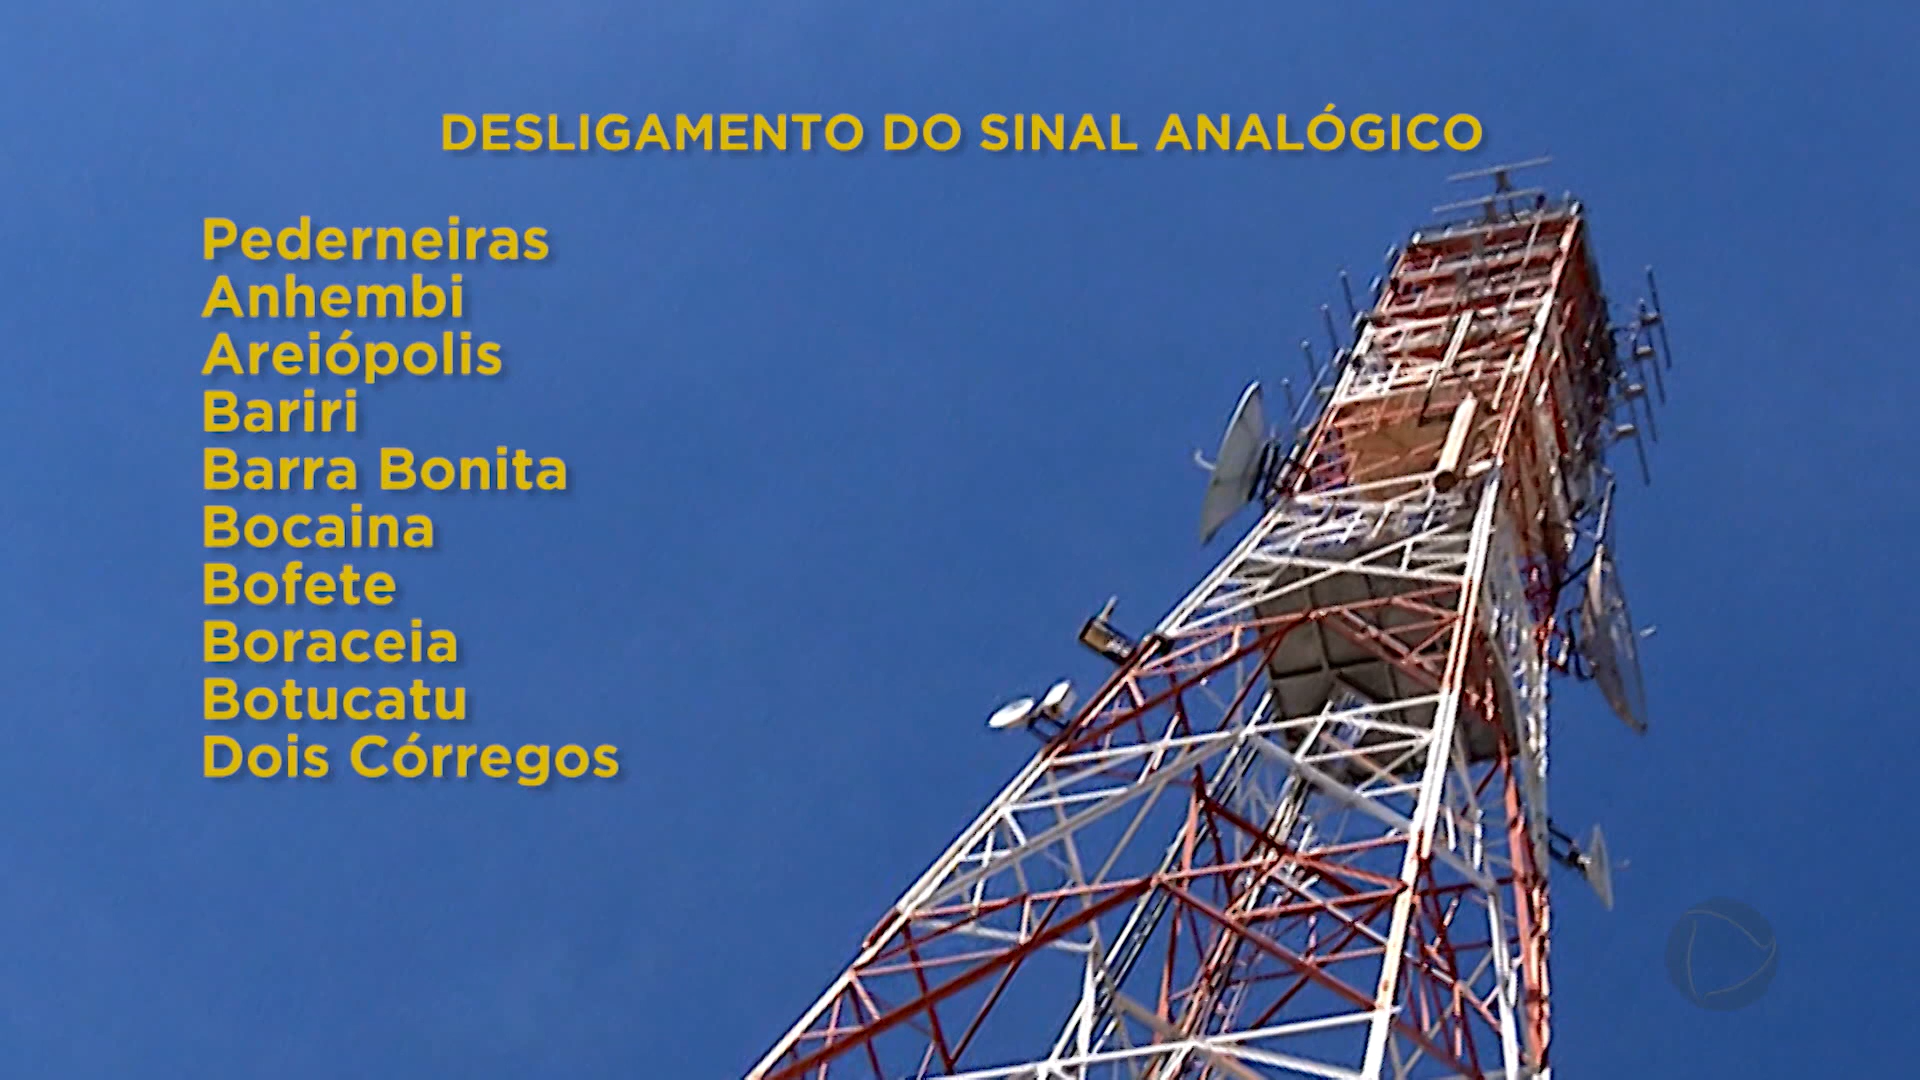 DESLIGAMENTO DO SINAL ANALÓGICO
Pederneiras
Anhembi
Areiópolis
Bariri
Barra Bonita
Bocaina
Bofete
Boraceia
Botucatu
Dois Córregos